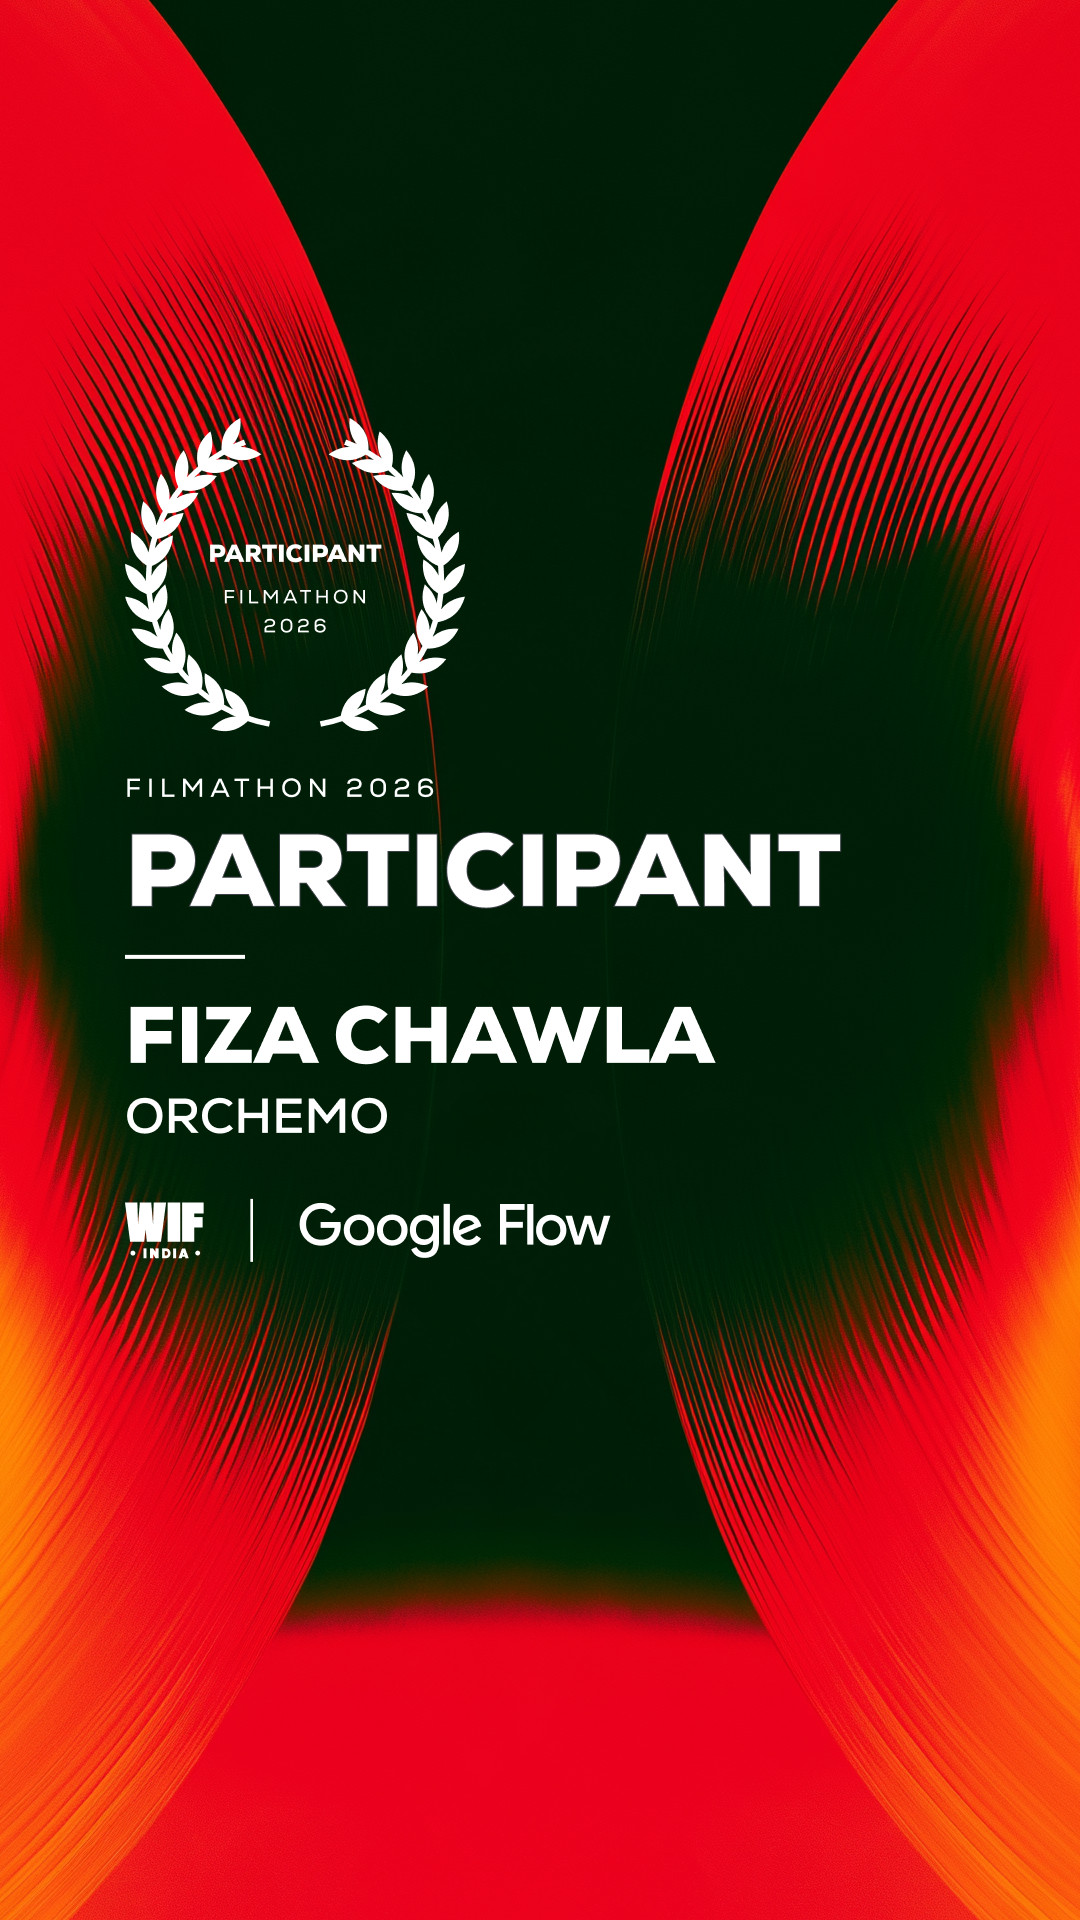 PARTICIPANT
FILMATHON
2026
FILMATHON 2026
PARTICIPANT
FIZA CHAWLA
ORCHEMO
WIF
• INDIA •
Google Flow